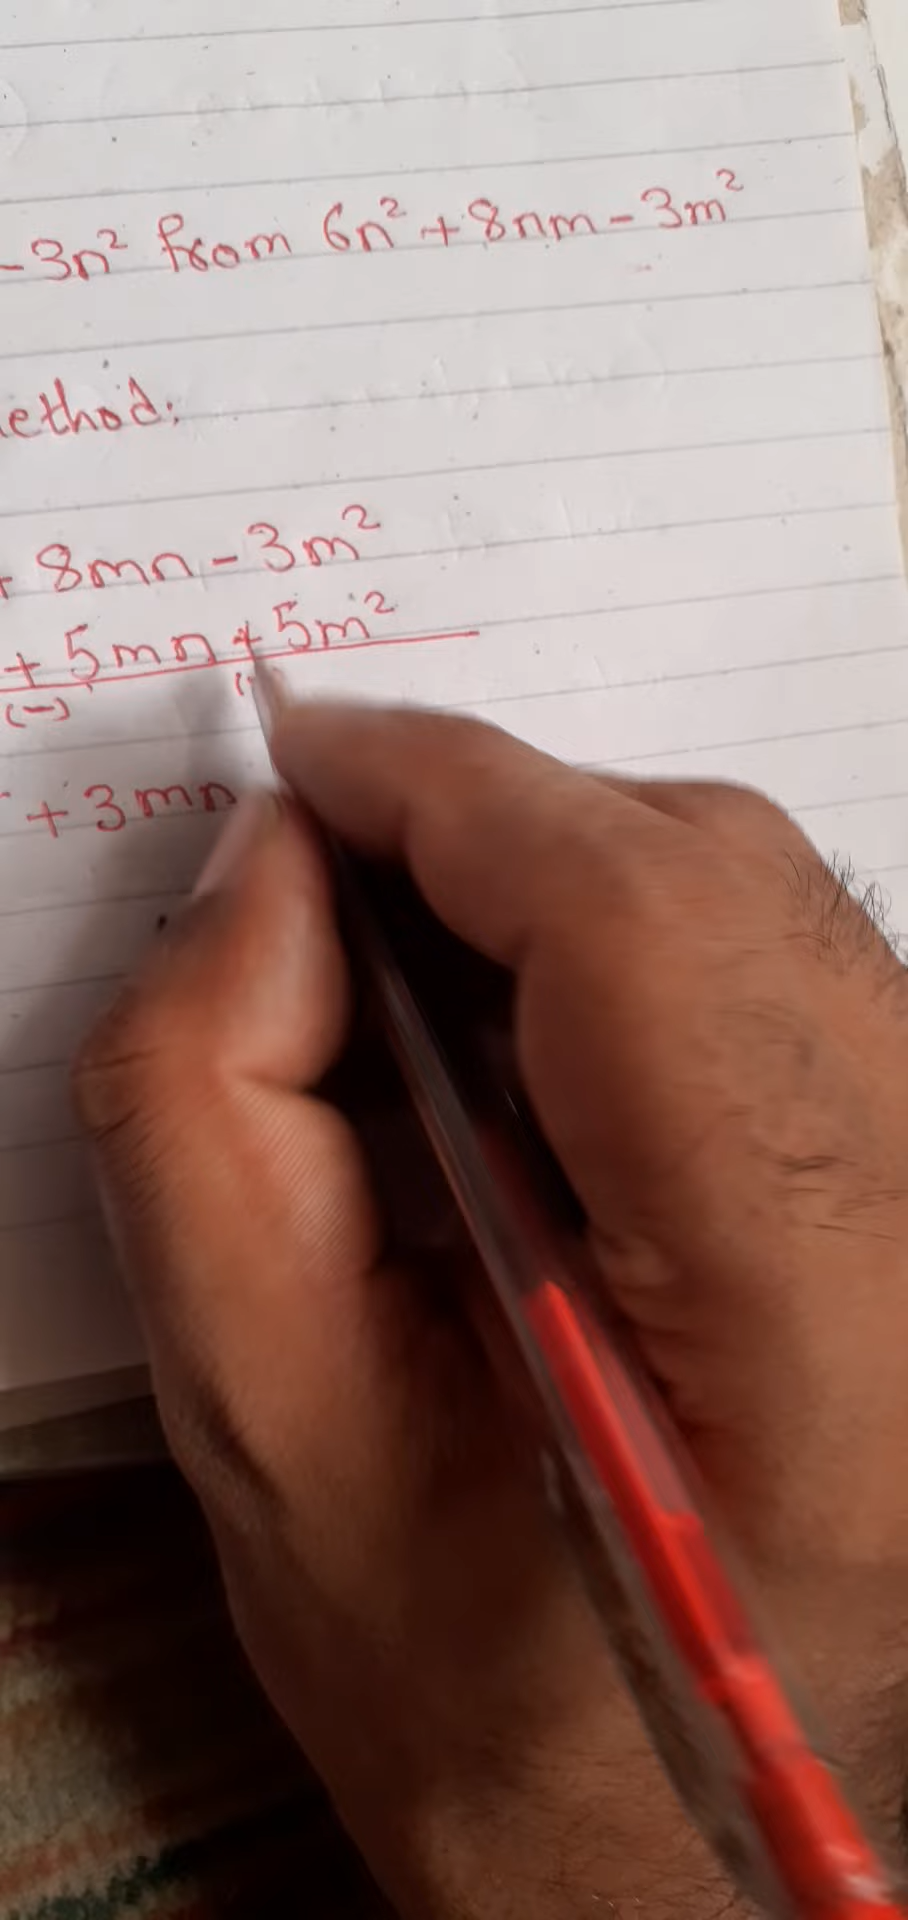 -3n² from 6n² + 8nm - 3m²
ethod:
+ 8mn - 3m²
+ 5mn + 5m²
(-) (
+ 3mn